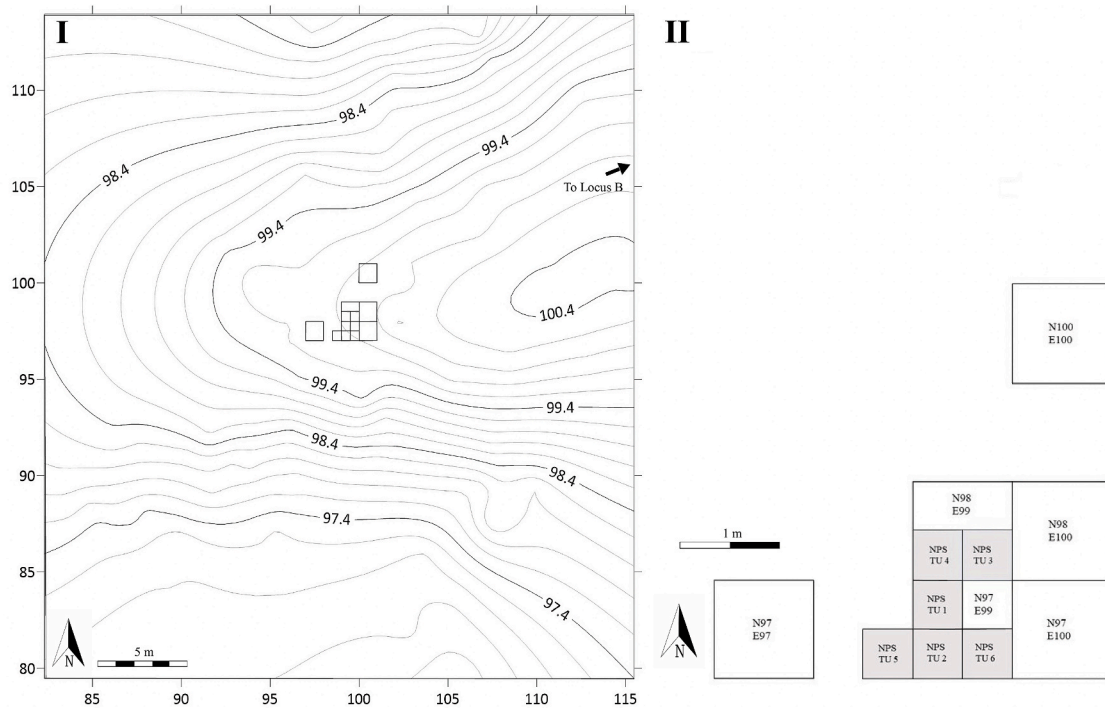 I
II
110
105
100
95
90
85
80
85
90
95
100
105
110
115
98.4
98.4
99.4
99.4
To Locus B
100.4
99.4
99.4
98.4
98.4
97.4
97.4
N
5 m
N100
E100
N98
E99
N98
E100
NPS
TU 4
NPS
TU 3
1 m
N
N97
E97
NPS
TU 1
N97
E99
N97
E100
NPS
TU 5
NPS
TU 2
NPS
TU 6